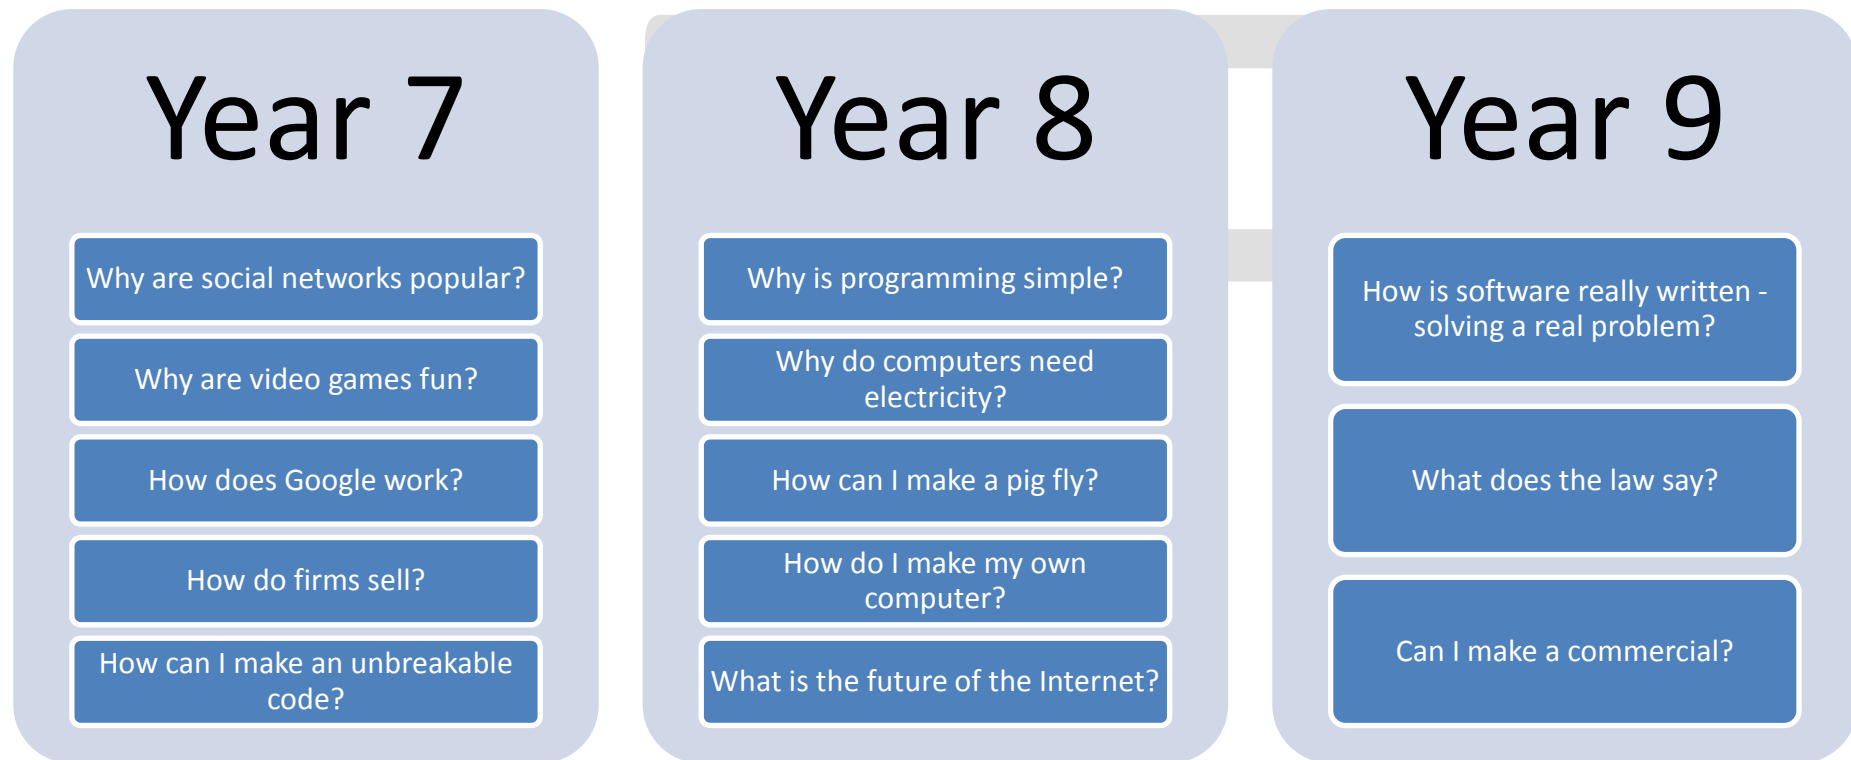 Year 7
Why are social networks popular?
Why are video games fun?
How does Google work?
How do firms sell?
How can I make an unbreakable
code?
Year 8
Why is programming simple?
Why do computers need
electricity?
How can I make a pig fly?
How do I make my own
computer?
What is the future of the Internet?
Year 9
How is software really written -
solving a real problem?
What does the law say?
Can I make a commercial?